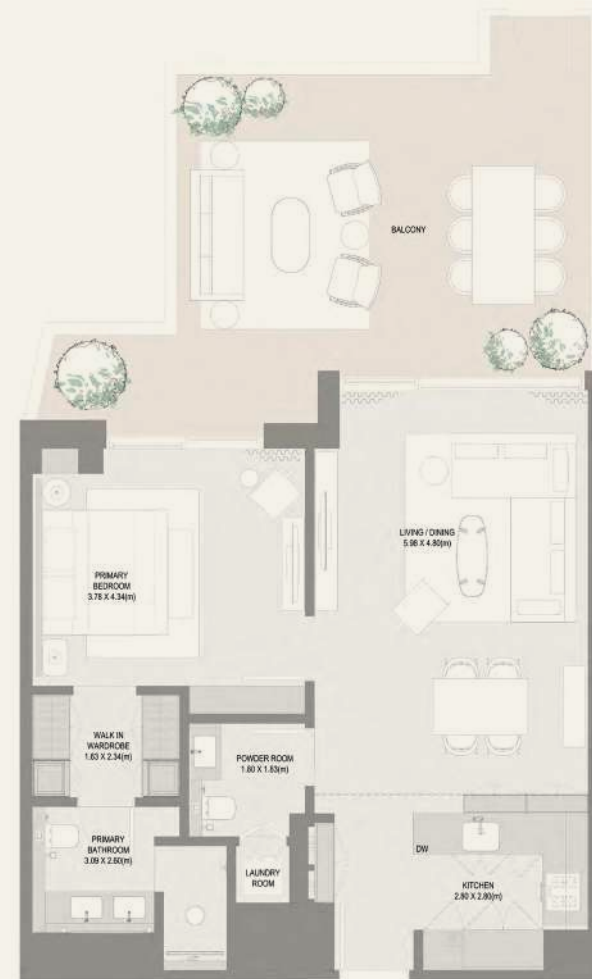 BALCONY
LIVING / DINING
5.98 X 4.80(m)
PRIMARY
BEDROOM
3.78 X 4.34(m)
WALK IN
WARDROBE
1.63 X 2.34(m)
POWDER ROOM
1.80 X 1.83(m)
PRIMARY
BATHROOM
3.09 X 2.60(m)
LAUNDRY
ROOM
DW
KITCHEN
2.80 X 2.80(m)